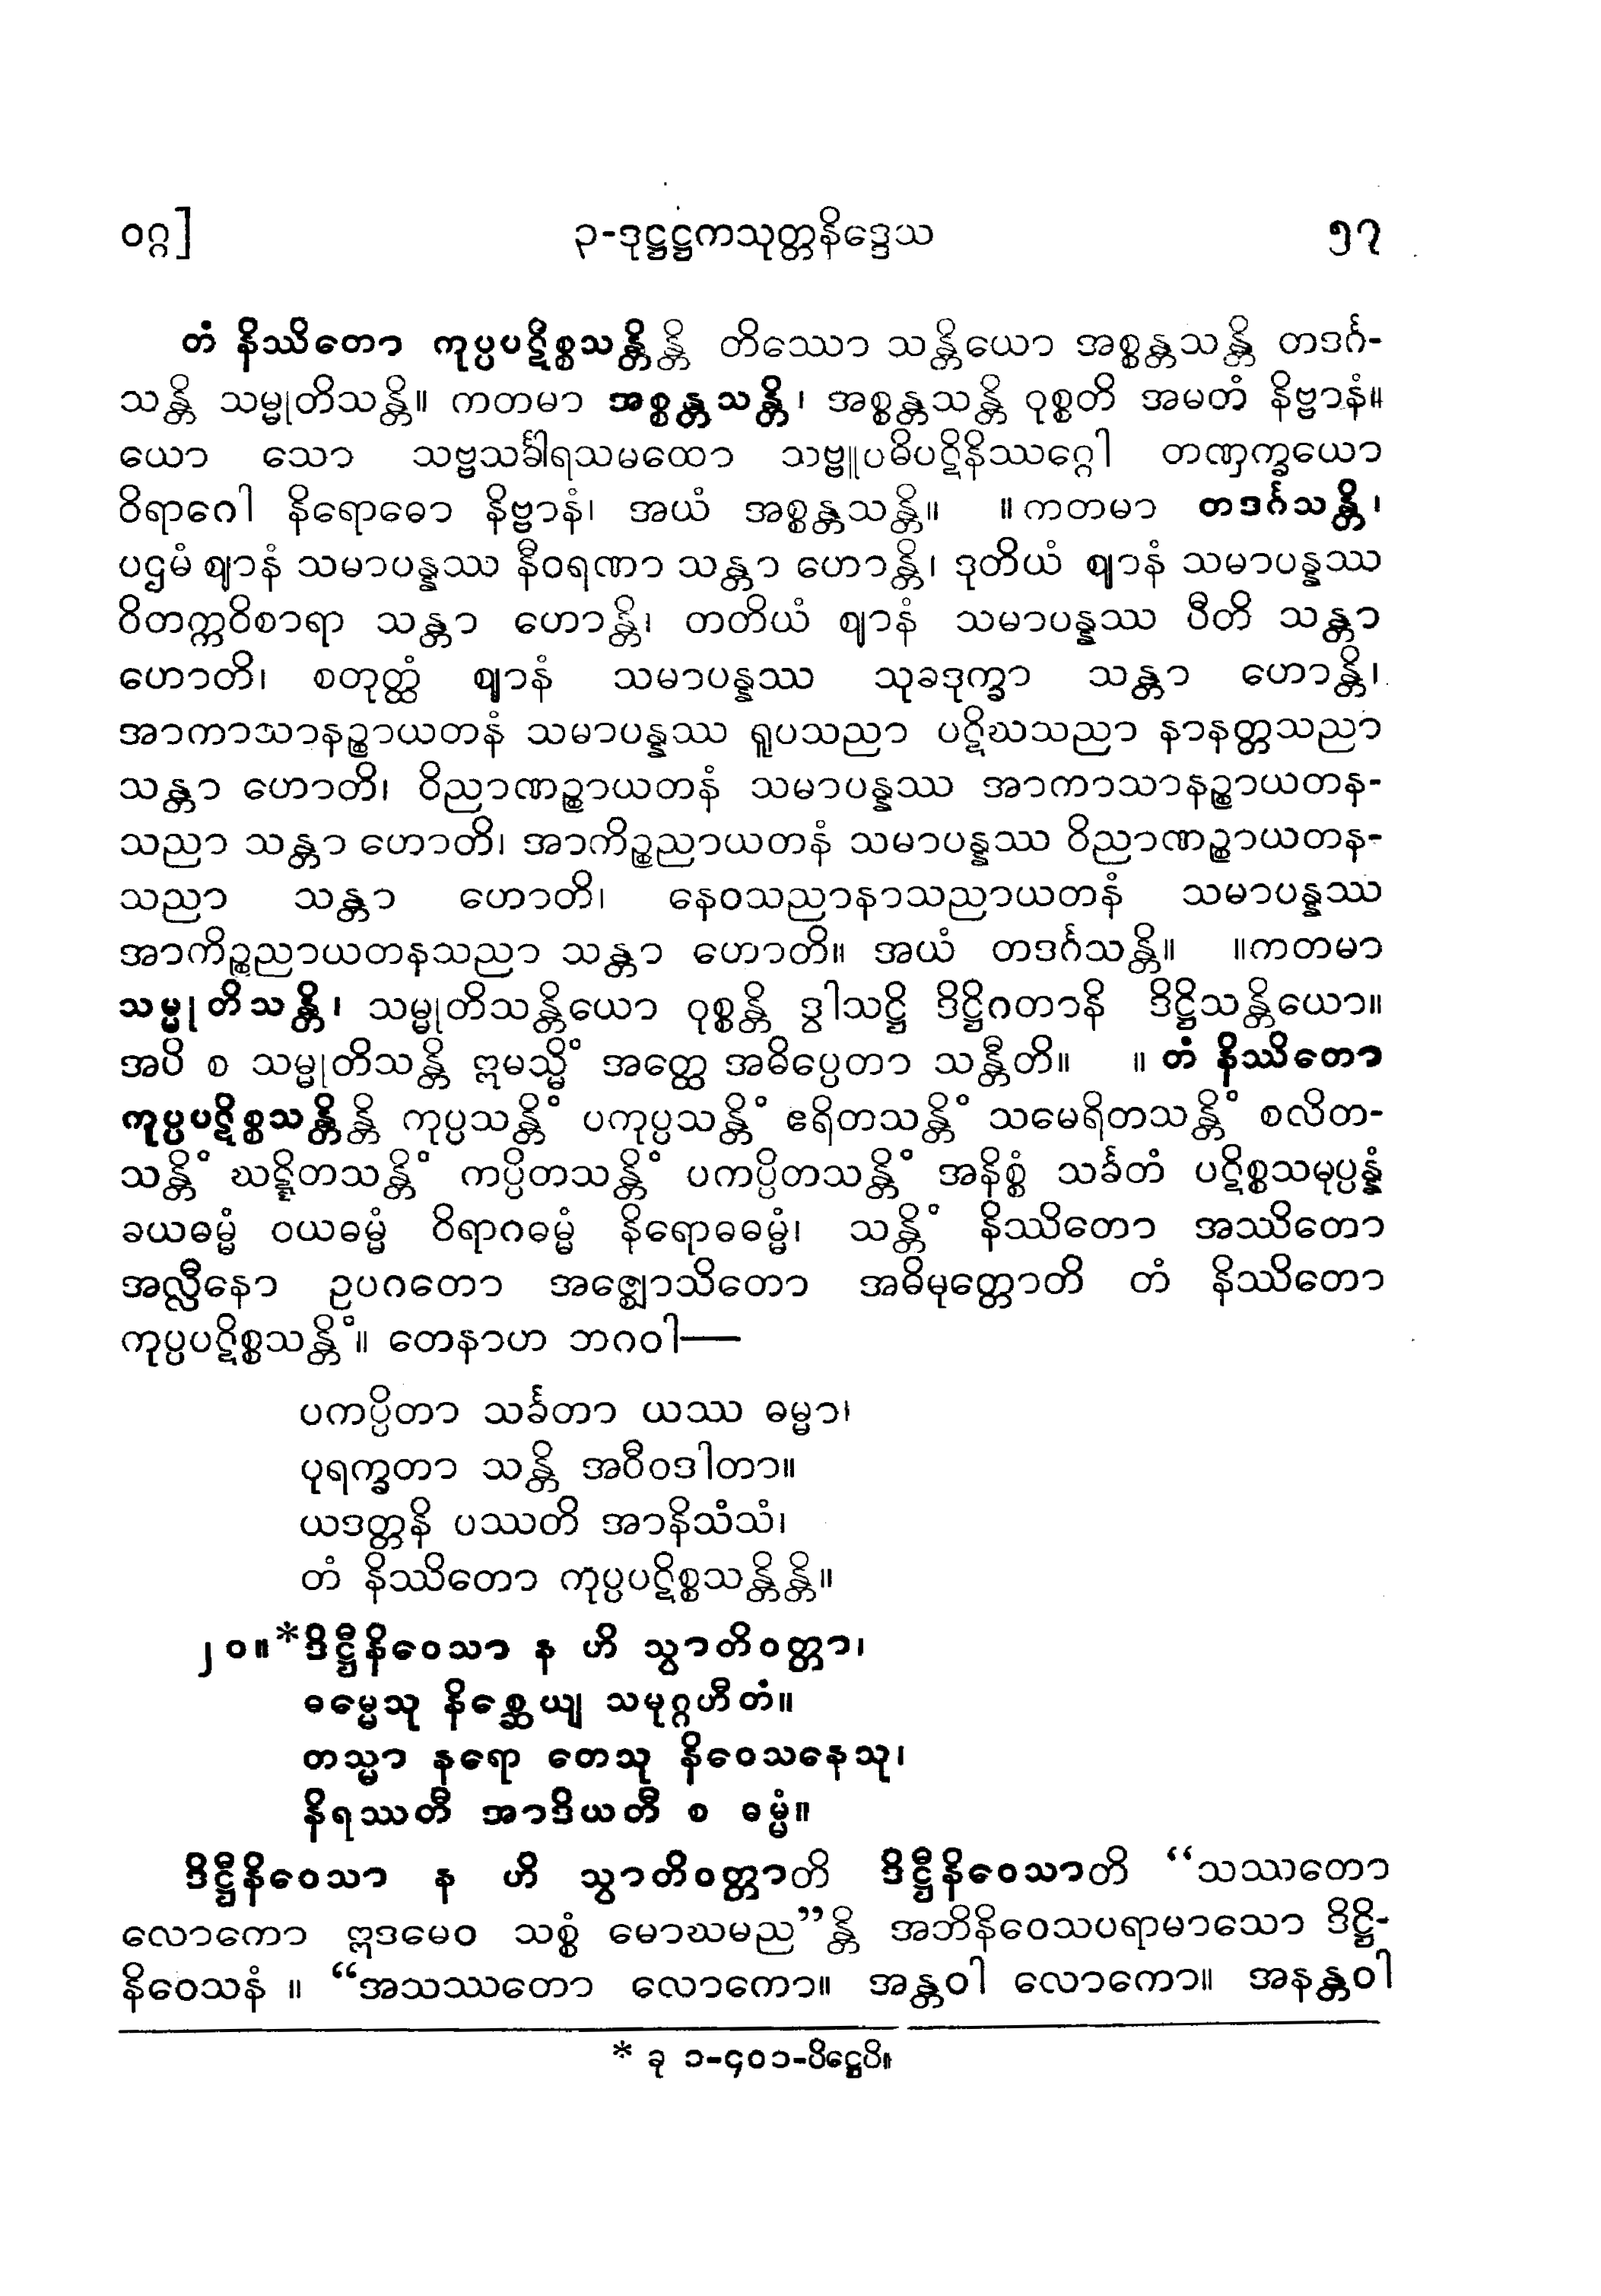 ဝဂ္ဂ] ၃-ဒုဋ္ဌဋ္ဌကသုတ္တနိဒ္ဒေသ ၅၇
တံ နိဿိတော ကုပ္ပပဋိစ္စသန္တိန္တိ တိဿော သန္တိယော အစ္စန္တသန္တိ တဒင်္ဂ-
သန္တိ သမ္မုတိသန္တိ။ ကတမာ အစ္စန္တသန္တိ၊ အစ္စန္တသန္တိ ဝုစ္စတိ အမတံ နိဗ္ဗာနံ။
ယော သော သဗ္ဗသင်္ခါရသမထော သဗ္ဗူပဓိပဋိနိဿဂ္ဂေါ တဏှက္ခယော
ဝိရာဂေါ နိရောဓော နိဗ္ဗာနံ၊ အယံ အစ္စန္တသန္တိ။ ။ကတမာ တဒင်္ဂသန္တိ၊
ပဌမံ ဈာနံ သမာပန္နဿ နီဝရဏာ သန္တာ ဟောန္တိ၊ ဒုတိယံ ဈာနံ သမာပန္နဿ
ဝိတက္ကဝိစာရာ သန္တာ ဟောန္တိ၊ တတိယံ ဈာနံ သမာပန္နဿ ပီတိ သန္တာ
ဟောတိ၊ စတုတ္ထံ ဈာနံ သမာပန္နဿ သုခဒုက္ခာ သန္တာ ဟောန္တိ၊
အာကာသာနဉ္စာယတနံ သမာပန္နဿ ရူပသညာ ပဋိဃသညာ နာနတ္တသညာ
သန္တာ ဟောတိ၊ ဝိညာဏဉ္စာယတနံ သမာပန္နဿ အာကာသာနဉ္စာယတန-
သညာ သန္တာ ဟောတိ၊ အာကိဉ္စညာယတနံ သမာပန္နဿ ဝိညာဏဉ္စာယတန-
သညာ သန္တာ ဟောတိ၊ နေဝသညာနာသညာယတနံ သမာပန္နဿ
အာကိဉ္စညာယတနသညာ သန္တာ ဟောတိ။ အယံ တဒင်္ဂသန္တိ။ ။ကတမာ
သမ္မုတိသန္တိ၊ သမ္မုတိသန္တိယော ဝုစ္စန္တိ ဒွါသဋ္ဌိ ဒိဋ္ဌိဂတာနိ ဒိဋ္ဌိသန္တိယော။
အပိ စ သမ္မုတိသန္တိ ဣမသ္မိံ အတ္ထေ အဓိပ္ပေတာ သန္တီတိ။ ။တံ နိဿိတော
ကုပ္ပပဋိစ္စသန္တိန္တိ ကုပ္ပသန္တိံ ပကုပ္ပသန္တိံ ဧရိတသန္တိံ သမေရိတသန္တိံ စလိတ-
သန္တိံ ဃဋ္ဋိတသန္တိံ ကပ္ပိတသန္တိံ ပကပ္ပိတသန္တိံ အနိစ္စံ သင်္ခတံ ပဋိစ္စသမုပ္ပန္နံ
ခယဓမ္မံ ဝယဓမ္မံ ဝိရာဂဓမ္မံ နိရောဓဓမ္မံ၊ သန္တိံ နိဿိတော အဿိတော
အလ္လီနော ဥပဂတော အဇ္ဈောသိတော အဓိမုတ္တောတိ တံ နိဿိတော
ကုပ္ပပဋိစ္စသန္တိံ။ တေနာဟ ဘဂဝါ—
ပကပ္ပိတာ သင်္ခတာ ယဿ ဓမ္မာ၊
ပုရက္ခတာ သန္တိ အဝီဝဒါတာ။
ယဒတ္တနိ ပဿတိ အာနိသံသံ၊
တံ နိဿိတော ကုပ္ပပဋိစ္စသန္တိန္တိ။
၂၀။*ဒိဋ္ဌီနိဝေသာ န ဟိ သွာတိဝတ္တာ၊
ဓမ္မေသု နိစ္ဆေယျ သမုဂ္ဂဟီတံ။
တသ္မာ နရော တေသု နိဝေသနေသု၊
နိရဿတီ အာဒိယတီ စ ဓမ္မံ။
ဒိဋ္ဌီနိဝေသာ န ဟိ သွာတိဝတ္တာတိ ဒိဋ္ဌီနိဝေသာတိ “သဿတော
လောကော ဣဒမေဝ သစ္စံ မောဃမည”န္တိ အဘိနိဝေသပရာမာသော ဒိဋ္ဌိ-
နိဝေသနံ ။ “အသဿတော လောကော။ အန္တဝါ လောကော။ အနန္တဝါ
* ခု ၁-၄၀၁-ပိဋ္ဌေပိ။